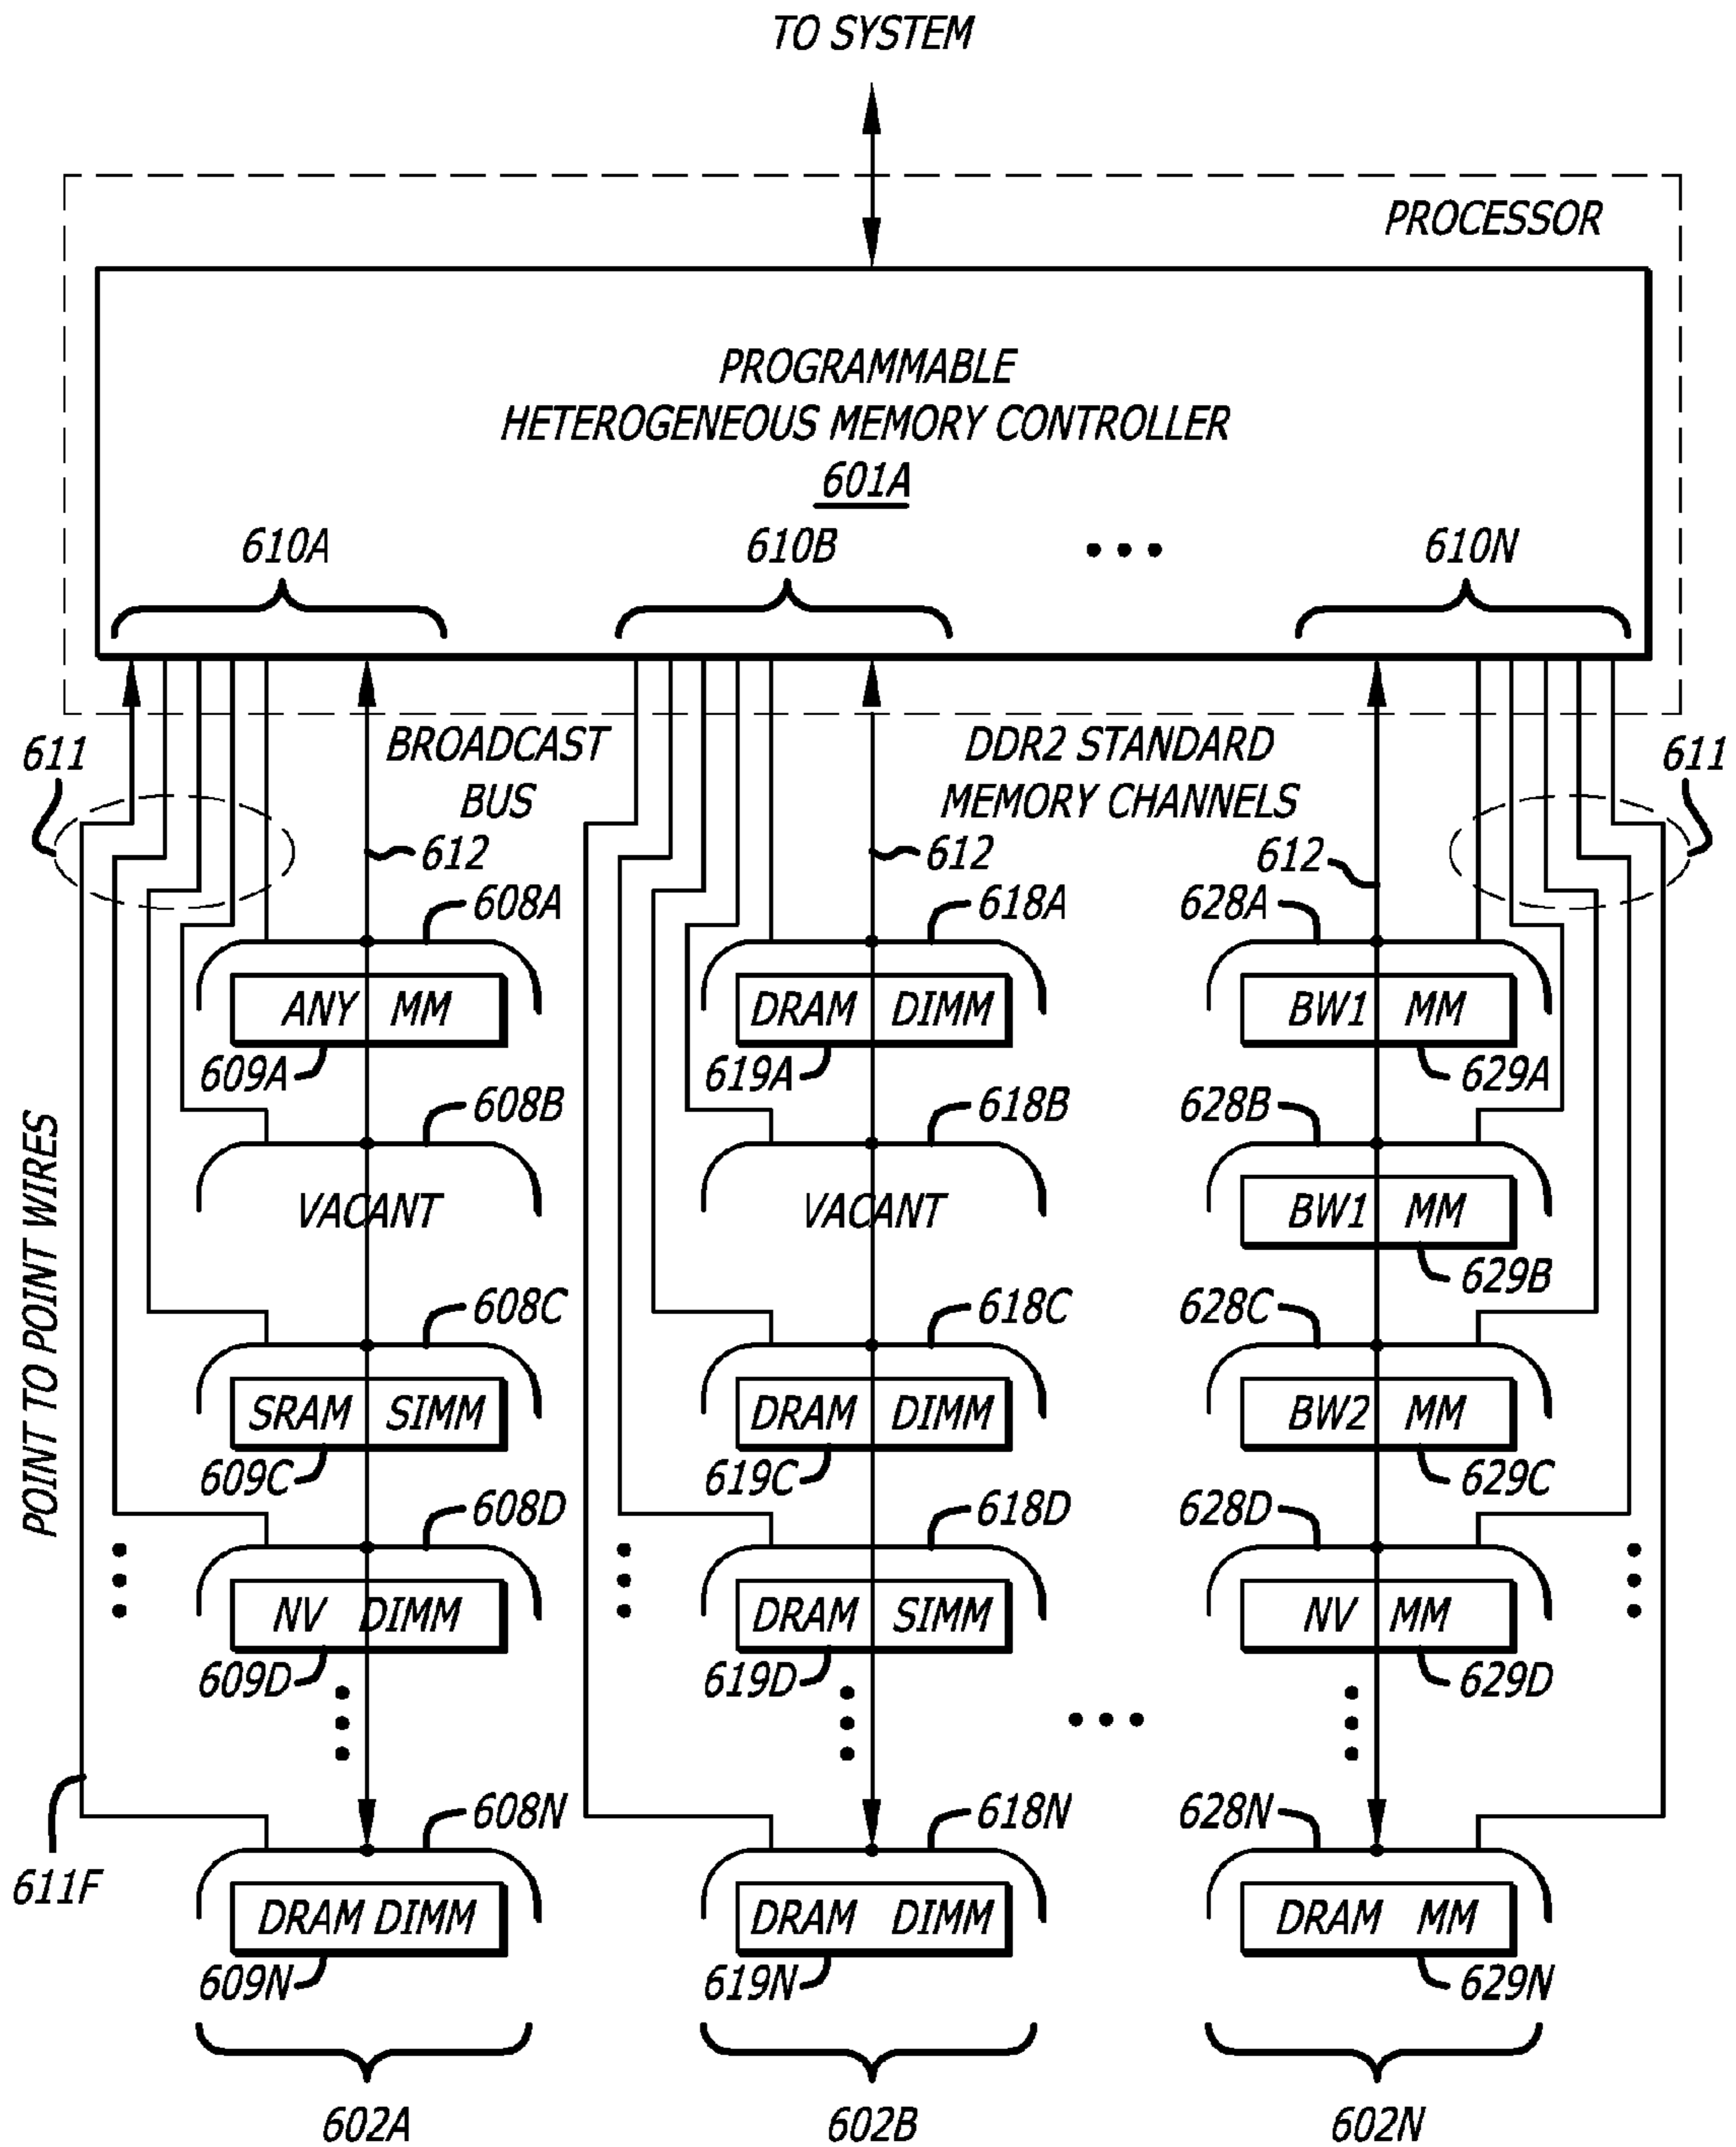 TO SYSTEM
PROCESSOR
PROGRAMMABLE
HETEROGENEOUS MEMORY CONTROLLER
601A
610A 610B 610N
611 BROADCAST BUS DDR2 STANDARD MEMORY CHANNELS 611
612 612 612
608A 618A 628A
ANY MM DRAM DIMM BW1 MM
609A 619A 629A
608B 618B 628B
VACANT VACANT BW1 MM
629B
POINT TO POINT WIRES
608C 618C 628C
SRAM SIMM DRAM DIMM BW2 MM
609C 619C 629C
608D 618D 628D
NV DIMM DRAM SIMM NV MM
609D 619D 629D
608N 618N 628N
611F
DRAM DIMM DRAM DIMM DRAM MM
609N 619N 629N
602A 602B 602N